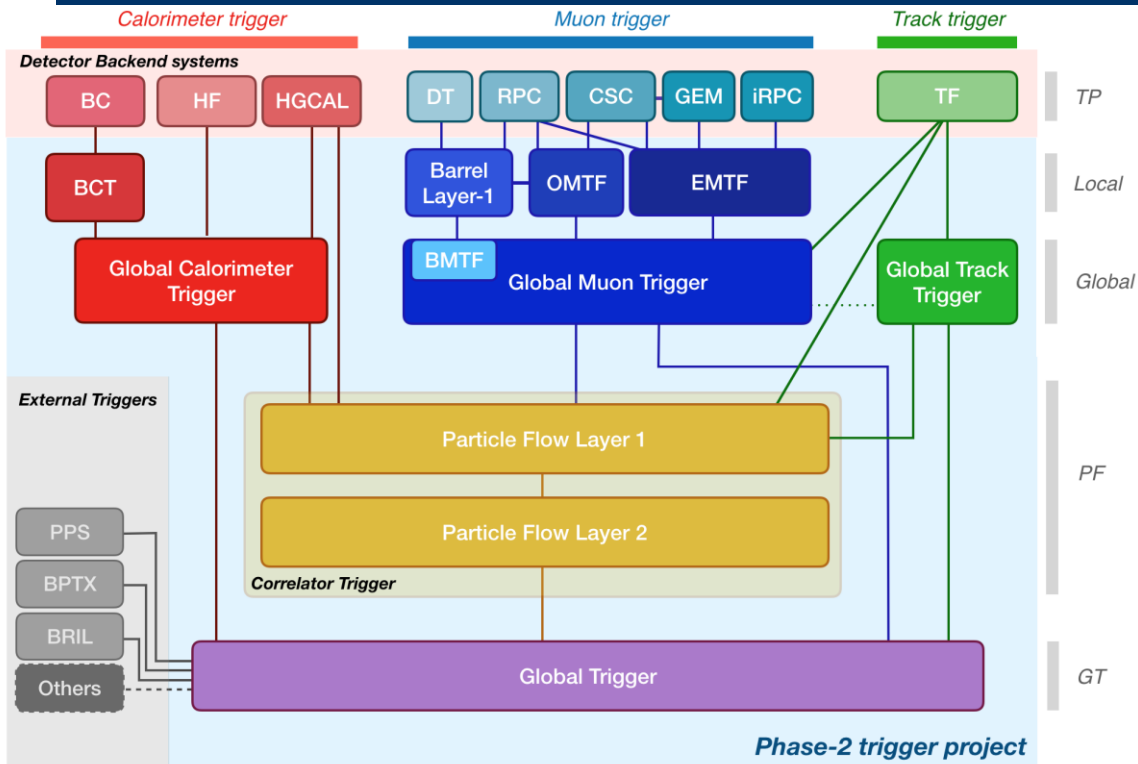 Calorimeter trigger
Muon trigger
Track trigger
Detector Backend systems
BC
HF
HGCAL
DT
RPC
CSC
GEM
iRPC
TF
TP
BCT
Barrel
Layer-1
OMTF
EMTF
Local
Global Calorimeter
Trigger
BMTF
Global Muon Trigger
Global Track
Trigger
Global
External Triggers
Particle Flow Layer 1
PF
Particle Flow Layer 2
Correlator Trigger
PPS
BPTX
BRIL
Others
Global Trigger
GT
Phase-2 trigger project